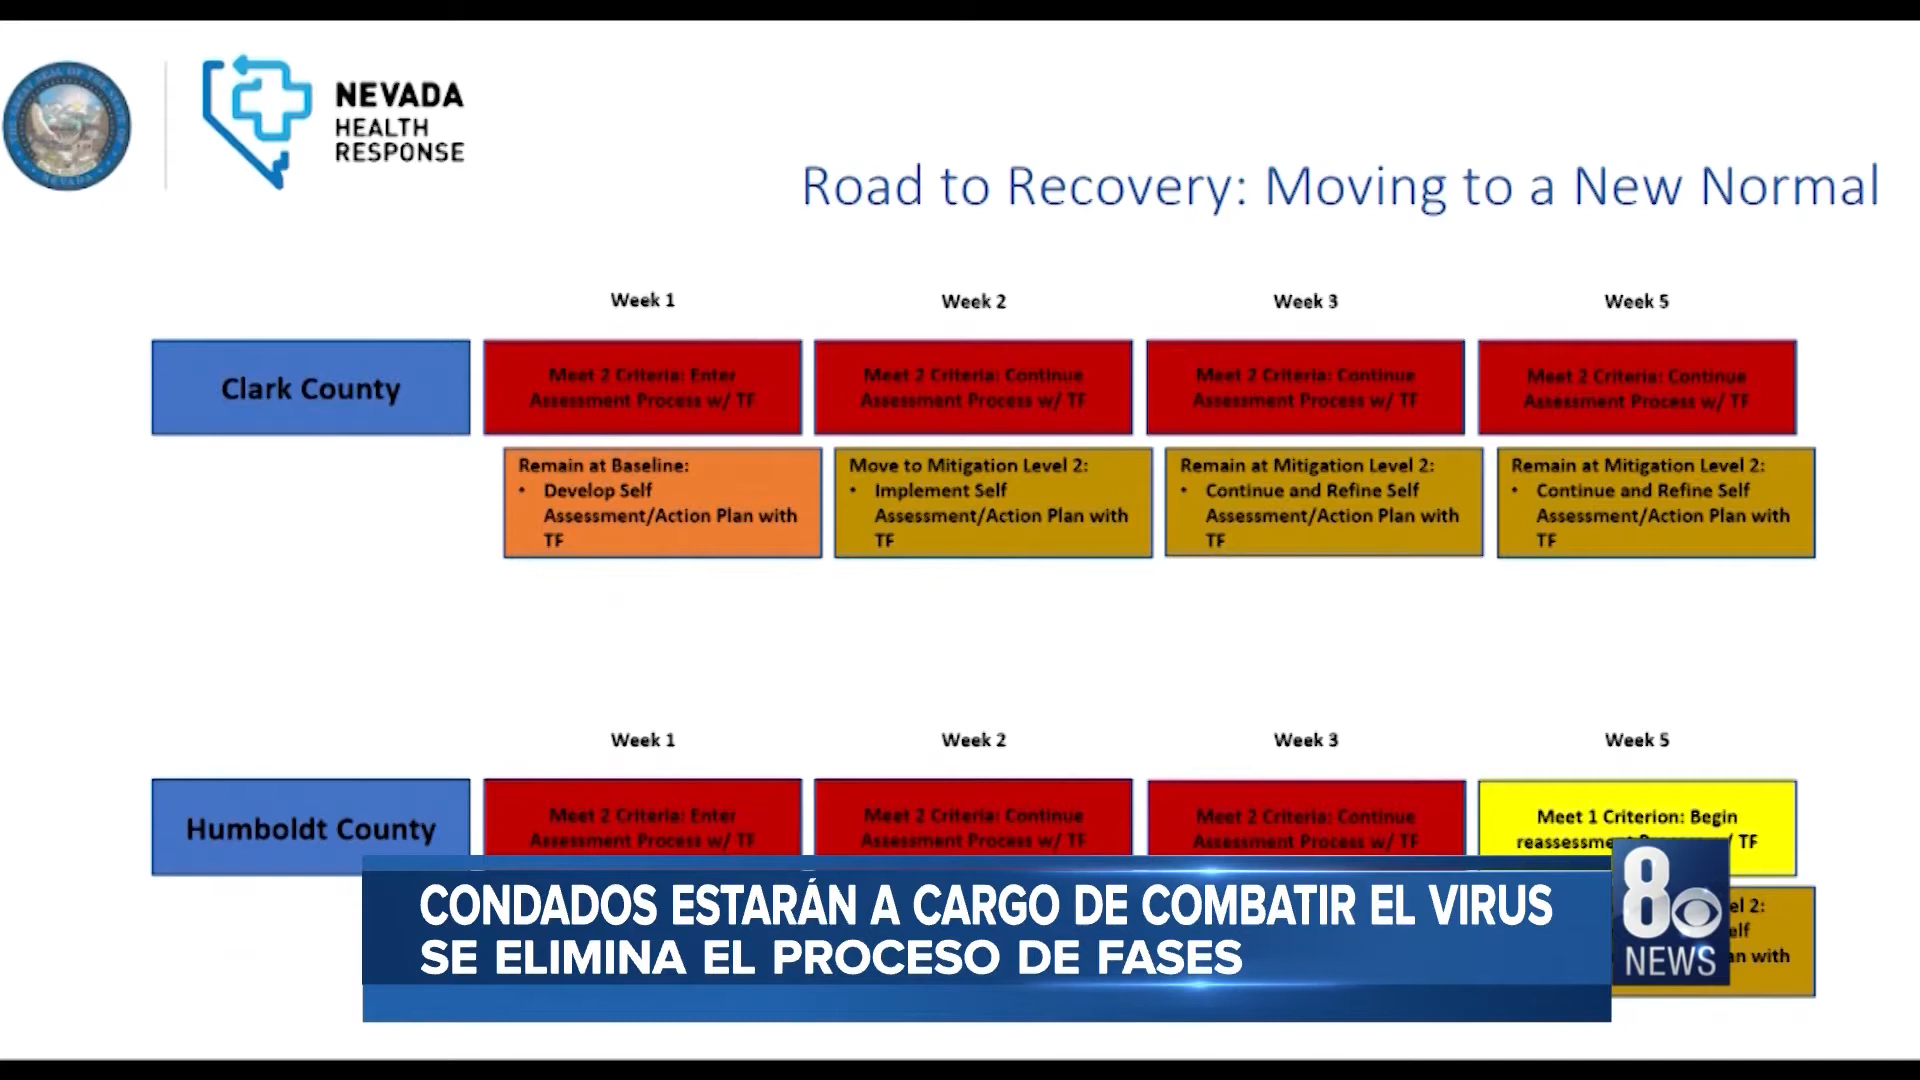 NEVADA
HEALTH
RESPONSE
Road to Recovery: Moving to a New Normal
Week 1
Week 2
Week 3
Week 5
Clark County
Meet 2 Criteria: Enter
Assessment Process w/ TF
Meet 2 Criteria: Continue
Assessment Process w/ TF
Meet 2 Criteria: Continue
Assessment Process w/ TF
Meet 2 Criteria: Continue
Assessment Process w/ TF
Remain at Baseline:
• Develop Self
Assessment/Action Plan with
TF
Move to Mitigation Level 2:
• Implement Self
Assessment/Action Plan with
TF
Remain at Mitigation Level 2:
• Continue and Refine Self
Assessment/Action Plan with
TF
Remain at Mitigation Level 2:
• Continue and Refine Self
Assessment/Action Plan with
TF
Week 1
Week 2
Week 3
Week 5
Humboldt County
Meet 2 Criteria: Enter
Assessment Process w/ TF
Meet 2 Criteria: Continue
Assessment Process w/ TF
Meet 2 Criteria: Continue
Assessment Process w/ TF
Meet 1 Criterion: Begin
TF
2:
with
CONDADOS ESTARÁN A CARGO DE COMBATIR EL VIRUS
SE ELIMINA EL PROCESO DE FASES
8
NEWS